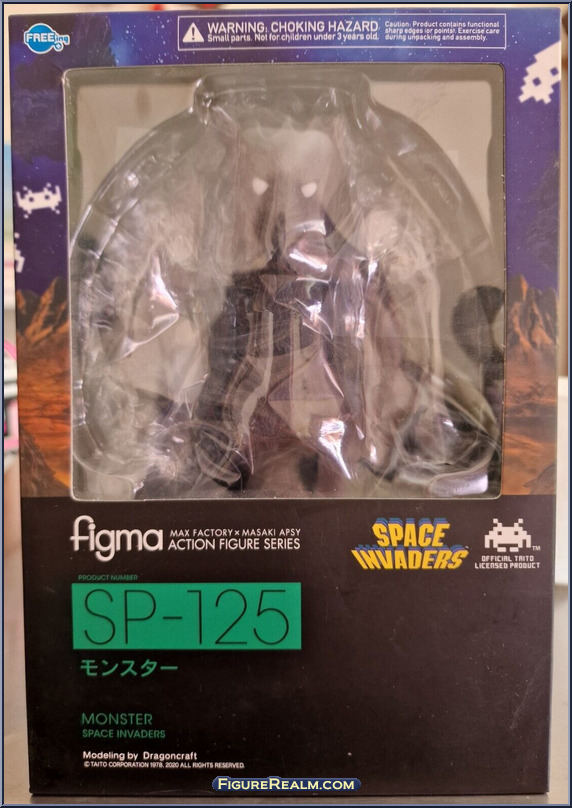 FREEing
WARNING: CHOKING HAZARD.
Small parts. Not for children under 3 years old.
Caution: Product contains functional
sharp edges (or points). Exercise care
during unpacking and assembly.
figma
MAX FACTORY × MASAKI APSY
ACTION FIGURE SERIES
SPACE
INVADERS
TM
OFFICIAL TAITO
LICENSED PRODUCT
PRODUCT NUMBER
SP-125
モンスター
MONSTER
SPACE INVADERS
Modeling by Dragoncraft
© TAITO CORPORATION 1978, 2020 ALL RIGHTS RESERVED.
FIGUREREALM.COM